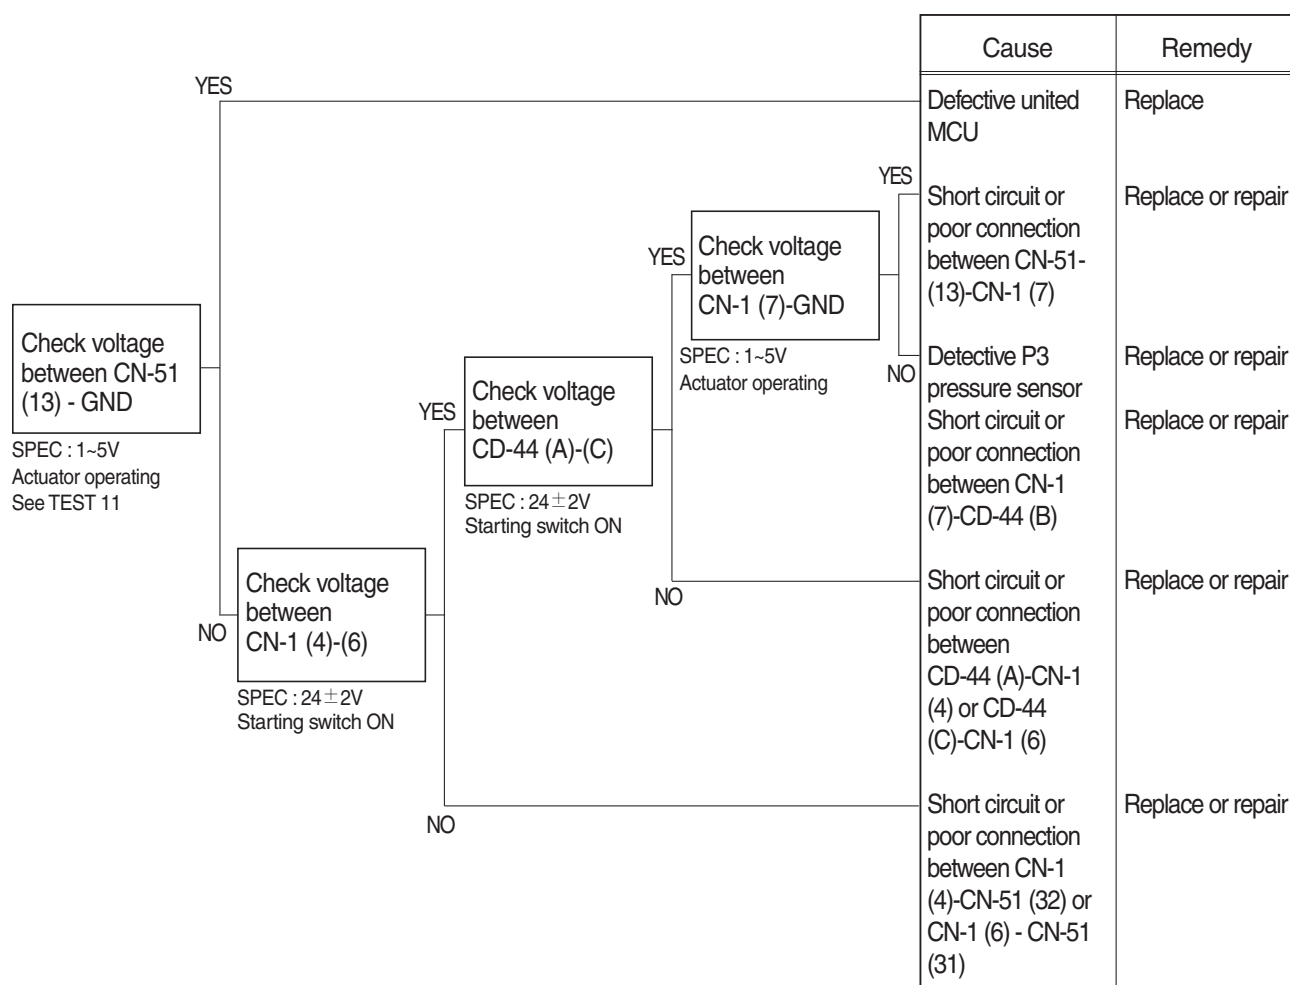 Cause
Remedy
YES
Defective united
MCU
Replace
YES
Short circuit or
poor connection
between CN-51-
(13)-CN-1 (7)
Replace or repair
YES
Check voltage
between
CN-1 (7)-GND
SPEC : 1~5V
Actuator operating
NO
Detective P3
pressure sensor
Replace or repair
Short circuit or
poor connection
between CN-1
(7)-CD-44 (B)
Replace or repair
Check voltage
between CN-51
(13) - GND
SPEC : 1~5V
Actuator operating
See TEST 11
YES
Check voltage
between
CD-44 (A)-(C)
SPEC : 24±2V
Starting switch ON
NO
Short circuit or
poor connection
between
CD-44 (A)-CN-1
(4) or CD-44
(C)-CN-1 (6)
Replace or repair
NO
Check voltage
between
CN-1 (4)-(6)
SPEC : 24±2V
Starting switch ON
NO
Short circuit or
poor connection
between CN-1
(4)-CN-51 (32) or
CN-1 (6) - CN-51
(31)
Replace or repair